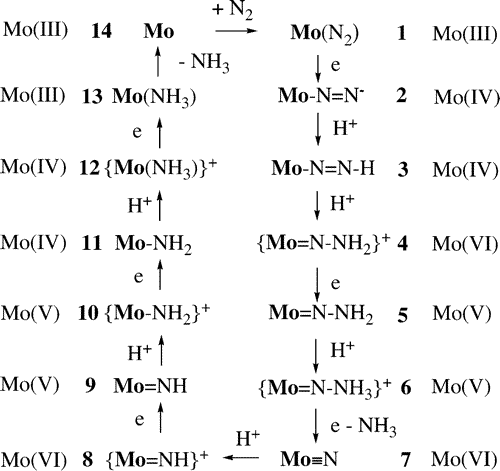 Mo(III) 14 Mo + N₂ Mo(N₂) 1 Mo(III)
- NH₃ e
Mo(III) 13 Mo(NH₃) Mo-N=N⁻ 2 Mo(IV)
e H⁺
Mo(IV) 12 {Mo(NH₃)}⁺ Mo-N=N-H 3 Mo(IV)
H⁺ H⁺
Mo(IV) 11 Mo-NH₂ {Mo=N-NH₂}⁺ 4 Mo(VI)
e e
Mo(V) 10 {Mo-NH₂}⁺ Mo=N-NH₂ 5 Mo(V)
H⁺ H⁺
Mo(V) 9 Mo=NH {Mo=N-NH₃}⁺ 6 Mo(V)
e e - NH₃
Mo(VI) 8 {Mo=NH}⁺ H⁺ Mo≡N 7 Mo(VI)